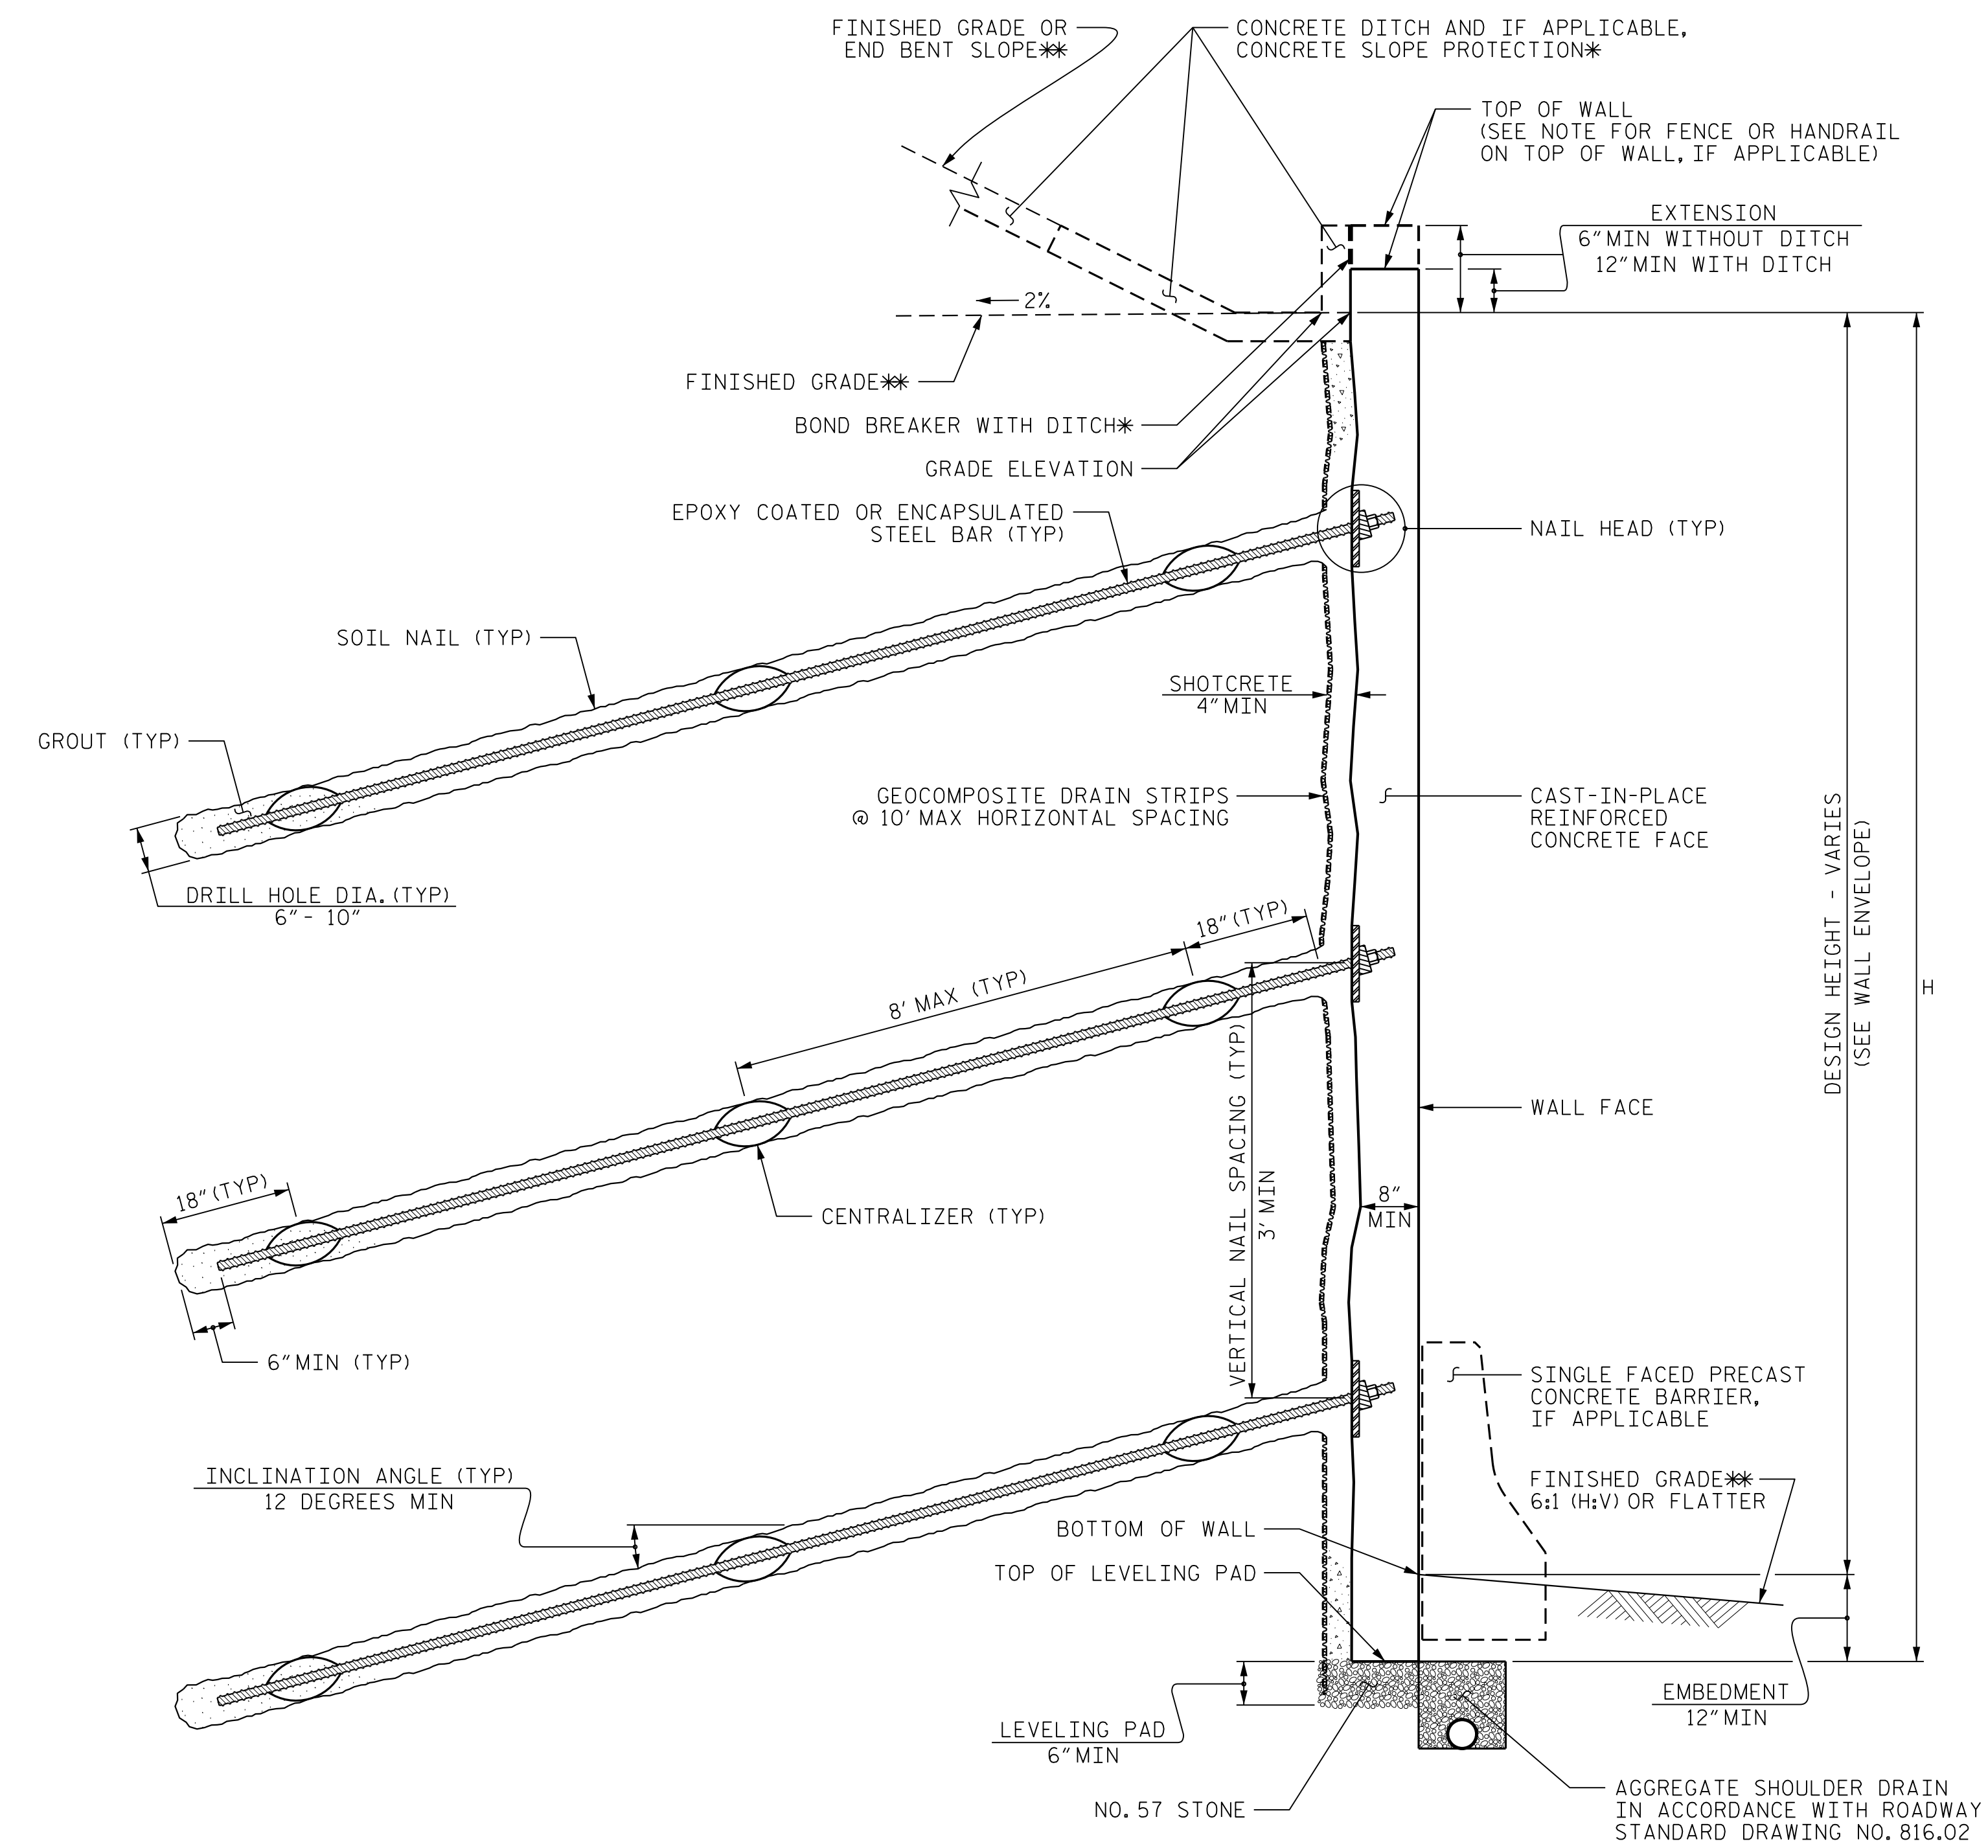 FINISHED GRADE OR
END BENT SLOPE**
CONCRETE DITCH AND IF APPLICABLE,
CONCRETE SLOPE PROTECTION*
TOP OF WALL
(SEE NOTE FOR FENCE OR HANDRAIL
ON TOP OF WALL, IF APPLICABLE)
EXTENSION
6" MIN WITHOUT DITCH
12" MIN WITH DITCH
2%
FINISHED GRADE**
BOND BREAKER WITH DITCH*
GRADE ELEVATION
EPOXY COATED OR ENCAPSULATED
STEEL BAR (TYP)
NAIL HEAD (TYP)
SOIL NAIL (TYP)
SHOTCRETE
4" MIN
GROUT (TYP)
GEOCOMPOSITE DRAIN STRIPS
@ 10' MAX HORIZONTAL SPACING
CAST-IN-PLACE
REINFORCED
CONCRETE FACE
DESIGN HEIGHT - VARIES
(SEE WALL ENVELOPE)
H
DRILL HOLE DIA. (TYP)
6" - 10"
18" (TYP)
8' MAX (TYP)
VERTICAL NAIL SPACING (TYP)
3' MIN
WALL FACE
18" (TYP)
CENTRALIZER (TYP)
8"
MIN
6" MIN (TYP)
SINGLE FACED PRECAST
CONCRETE BARRIER,
IF APPLICABLE
INCLINATION ANGLE (TYP)
12 DEGREES MIN
FINISHED GRADE**
6:1 (H:V) OR FLATTER
BOTTOM OF WALL
TOP OF LEVELING PAD
EMBEDMENT
12" MIN
LEVELING PAD
6" MIN
NO. 57 STONE
AGGREGATE SHOULDER DRAIN
IN ACCORDANCE WITH ROADWAY
STANDARD DRAWING NO. 816.02